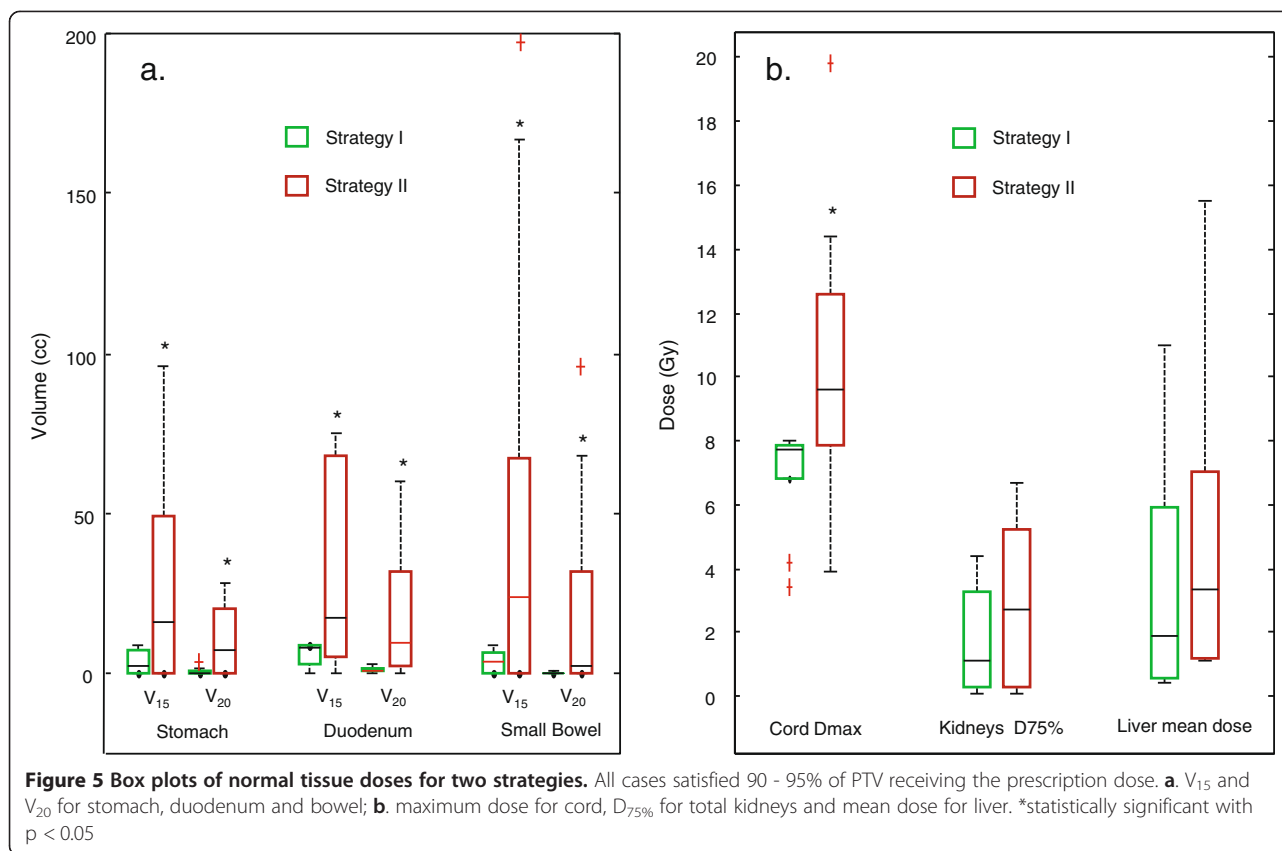 200
150
100
50
0
Volume (cc)
a.
Strategy I
Strategy II
*
*
*
*
*
*
V15
V20
V15
V20
V15
V20
Stomach
Duodenum
Small Bowel
20
18
16
14
12
10
8
6
4
2
0
Dose (Gy)
b.
Strategy I
Strategy II
*
Cord Dmax
Kidneys D75%
Liver mean dose
Figure 5 Box plots of normal tissue doses for two strategies. All cases satisfied 90 - 95% of PTV receiving the prescription dose. a. V15 and
V20 for stomach, duodenum and bowel; b. maximum dose for cord, D75% for total kidneys and mean dose for liver. *statistically significant with
p < 0.05